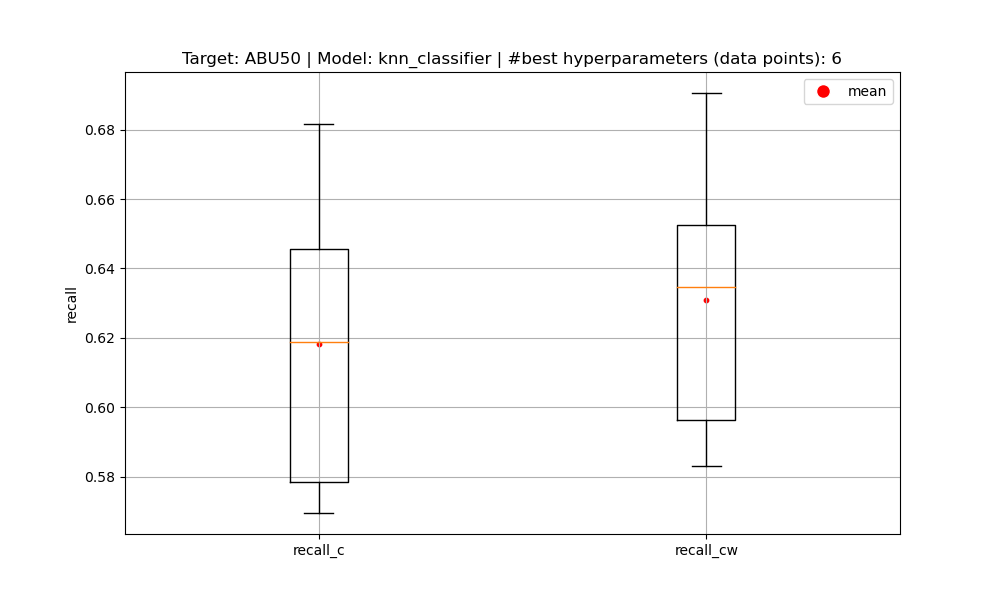 Target: ABU50 | Model: knn_classifier | #best hyperparameters (data points): 6
mean
0.68
0.66
0.64
0.62
0.60
0.58
recall
recall_c
recall_cw